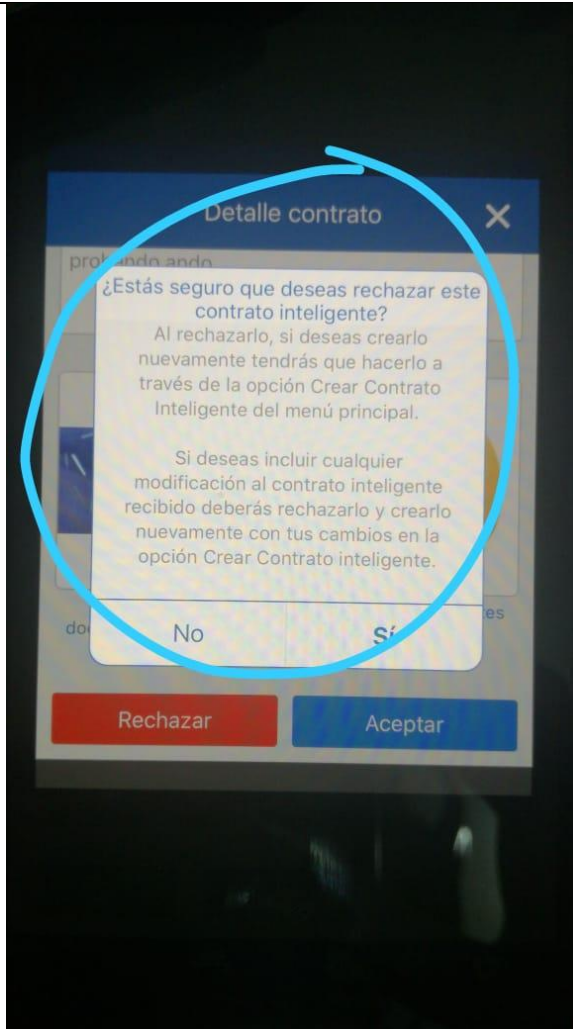 Detalle contrato
probando ando
¿Estás seguro que deseas rechazar este
contrato inteligente?
Al rechazarlo, si deseas crearlo
nuevamente tendrás que hacerlo a
través de la opción Crear Contrato
Inteligente del menú principal.
Si deseas incluir cualquier
modificación al contrato inteligente
recibido deberás rechazarlo y crearlo
nuevamente con tus cambios en la
opción Crear Contrato inteligente.
No
Sí
Rechazar
Aceptar